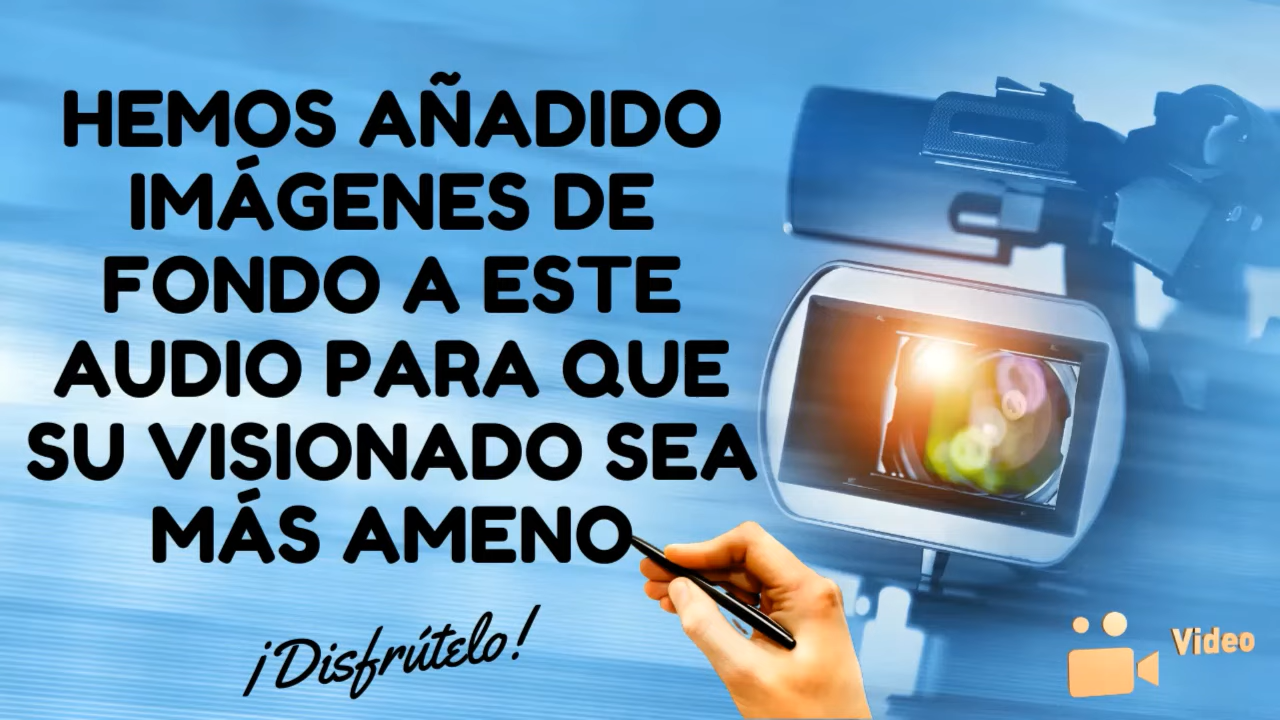 HEMOS AÑADIDO
IMÁGENES DE
FONDO A ESTE
AUDIO PARA QUE
SU VISIONADO SEA
MÁS AMENO
¡Disfrútelo!
Video